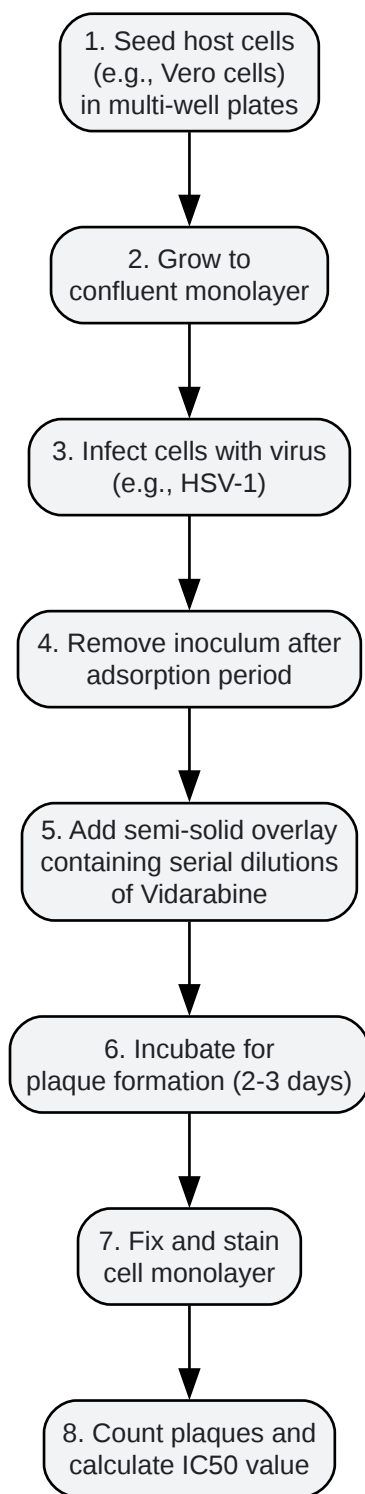 1. Seed host cells
(e.g., Vero cells)
in multi-well plates
2. Grow to
confluent monolayer
3. Infect cells with virus
(e.g., HSV-1)
4. Remove inoculum after
adsorption period
5. Add semi-solid overlay
containing serial dilutions
of Vidarabine
6. Incubate for
plaque formation (2-3 days)
7. Fix and stain
cell monolayer
8. Count plaques and
calculate IC50 value